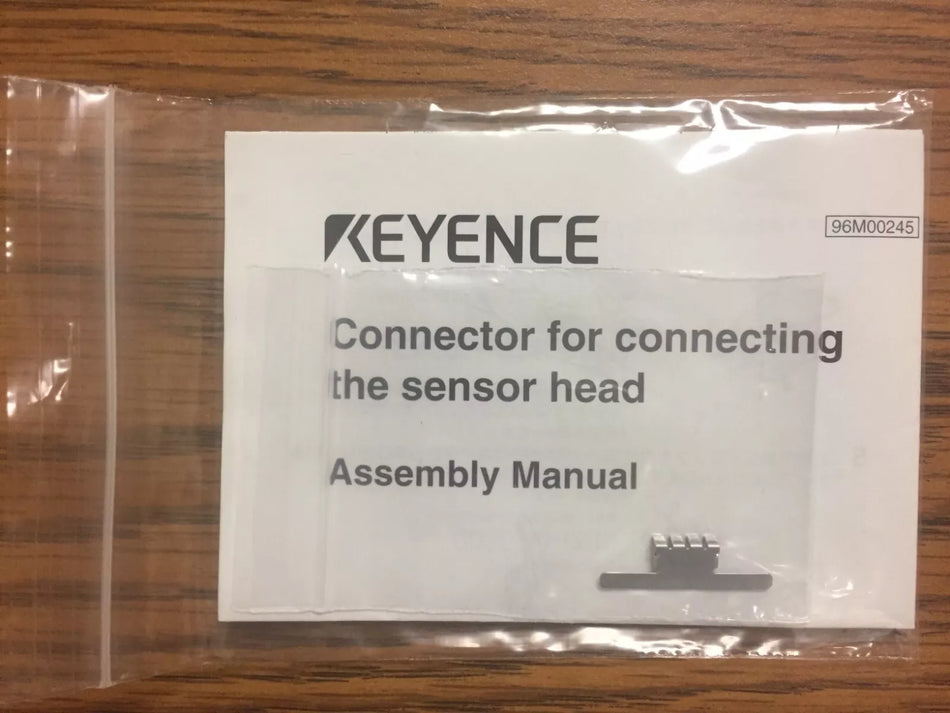 KEYENCE
96M00245
Connector for connecting
the sensor head
Assembly Manual